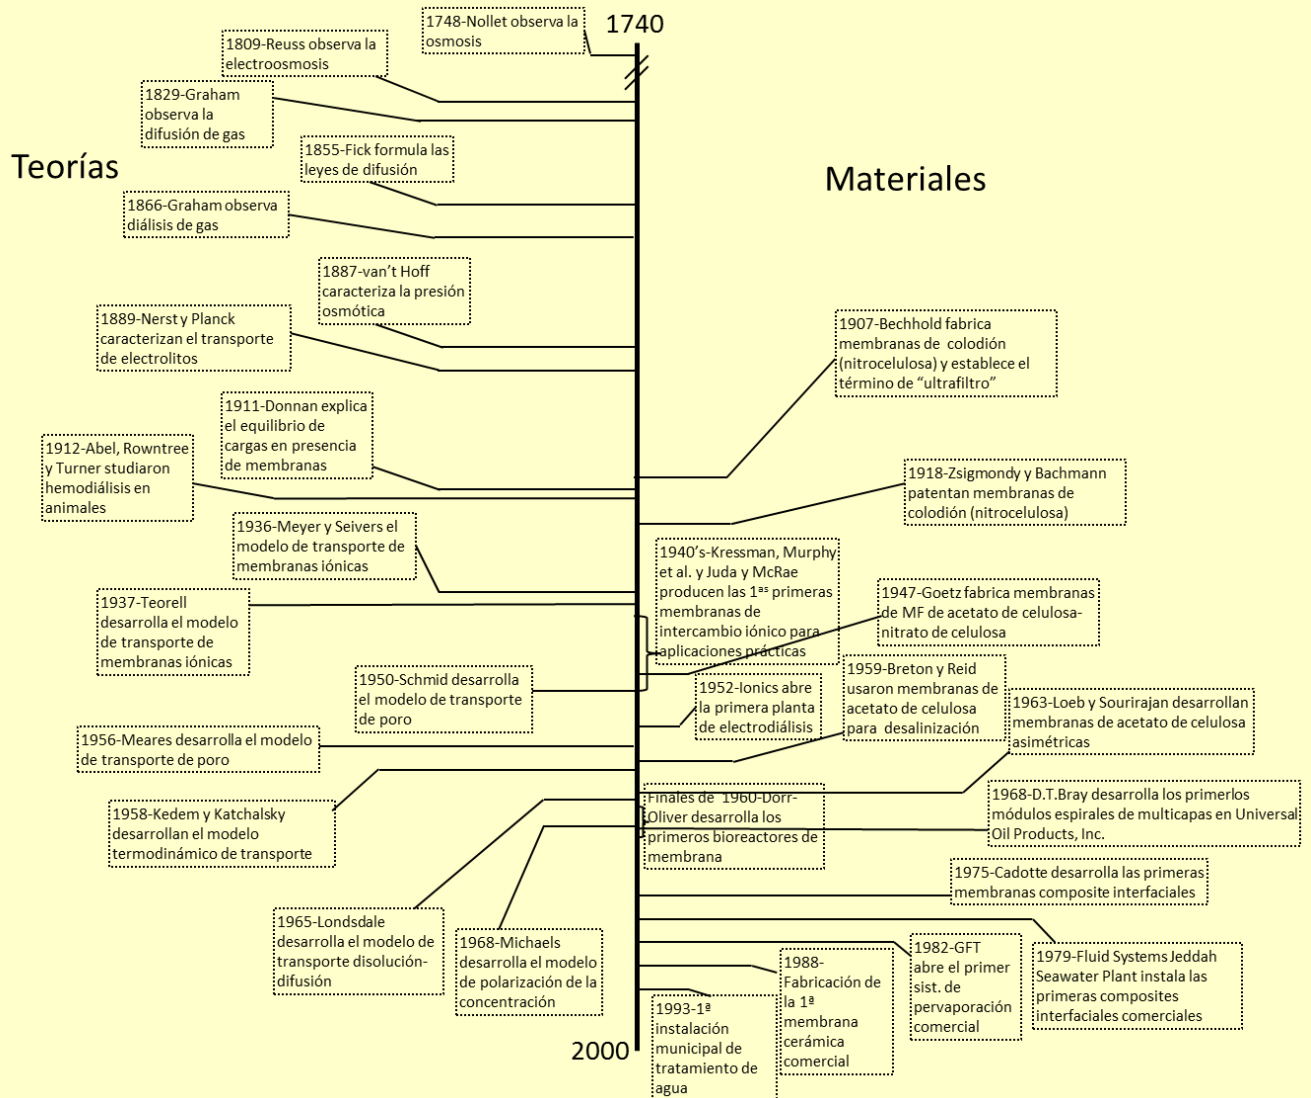 1740
1748-Nollet observa la
osmosis
1809-Reuss observa la
electroosmosis
1829-Graham
observa la
difusión de gas
Teorías
1855-Fick formula las
leyes de difusión
1866-Graham observa
diálisis de gas
1887-van't Hoff
caracteriza la presión
osmótica
1889-Nerst y Planck
caracterizan el transporte
de electrolitos
1911-Donnan explica
el equilibrio de
cargas en presencia
de membranas
1912-Abel, Rowntree
y Turner studiaron
hemodiálisis en
animales
1936-Meyer y Seivers el
modelo de transporte de
membranas iónicas
1937-Teorell
desarrolla el modelo
de transporte de
membranas iónicas
1950-Schmid desarrolla
el modelo de transporte
de poro
1956-Meares desarrolla el modelo
de transporte de poro
1958-Kedem y Katchalsky
desarrollan el modelo
termodinámico de transporte
1965-Londsdale
desarrolla el modelo de
transporte disolución-
difusión
1968-Michaels
desarrolla el modelo
de polarización de la
concentración
Materiales
1907-Bechhold fabrica
membranas de colodión
(nitrocelulosa) y establece el
término de “ultrafiltro”
1918-Zsigmondy y Bachmann
patentan membranas de
colodión (nitrocelulosa)
1940's-Kressman, Murphy
et al. y Juda y McRae
producen las 1ᵃˢ primeras
membranas de
intercambio iónico para
aplicaciones prácticas
1947-Goetz fabrica membranas
de MF de acetato de celulosa-
nitrato de celulosa
1952-Ionics abre
la primera planta
de electrodiálisis
1959-Breton y Reid
usaron membranas de
acetato de celulosa
para desalinización
1963-Loeb y Sourirajan desarrollan
membranas de acetato de celulosa
asimétricas
Finales de 1960-Dorr-
Oliver desarrolla los
primeros bioreactores de
membrana
1968-D.T.Bray desarrolla los primerlos
módulos espirales de multicapas en Universal
Oil Products, Inc.
1975-Cadotte desarrolla las primeras
membranas composite interfaciales
1979-Fluid Systems Jeddah
Seawater Plant instala las
primeras composites
interfaciales comerciales
1982-GFT
abre el primer
sist. de
pervaporación
comercial
1988-
Fabricación de
la 1ª
membrana
cerámica
comercial
1993-1ª
instalación
municipal de
tratamiento de
agua
2000